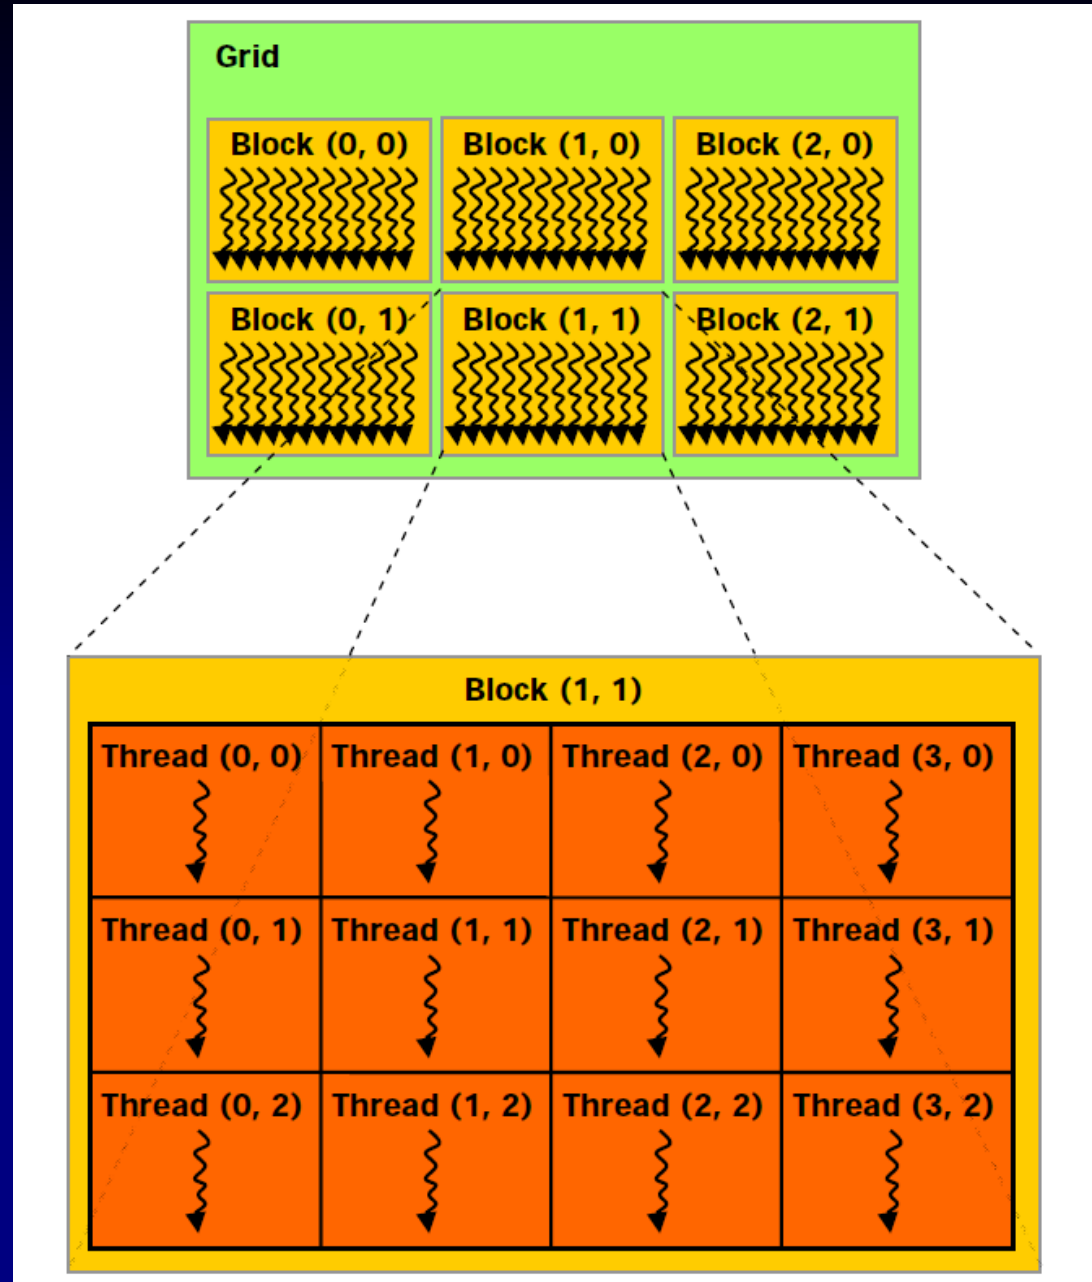 Grid
Block (0, 0) Block (1, 0) Block (2, 0)
Block (0, 1) Block (1, 1) Block (2, 1)
Block (1, 1)
Thread (0, 0) Thread (1, 0) Thread (2, 0) Thread (3, 0)
Thread (0, 1) Thread (1, 1) Thread (2, 1) Thread (3, 1)
Thread (0, 2) Thread (1, 2) Thread (2, 2) Thread (3, 2)